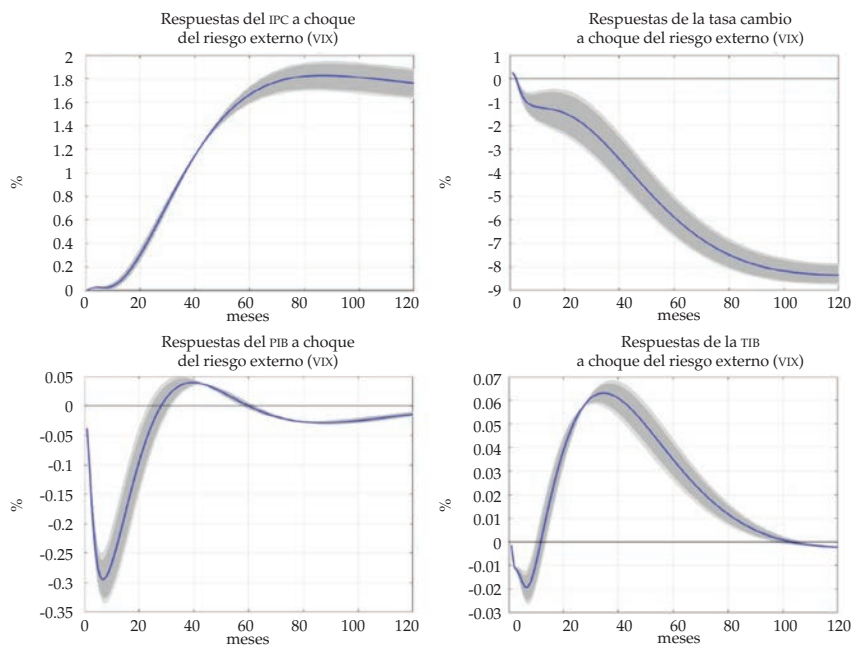 Respuestas del IPC a choque
del riesgo externo (VIX)
2
1.8
1.6
1.4
1.2
1
0.8
0.6
0.4
0.2
0
%
0 20 40 60 80 100 120
meses
Respuestas de la tasa cambio
a choque del riesgo externo (VIX)
1
0
-1
-2
-3
-4
-5
-6
-7
-8
-9
%
0 20 40 60 80 100 120
meses
Respuestas del PIB a choque
del riesgo externo (VIX)
0.05
0
-0.05
-0.1
-0.15
-0.2
-0.25
-0.3
-0.35
%
0 20 40 60 80 100 120
meses
Respuestas de la TIB
a choque del riesgo externo (VIX)
0.07
0.06
0.05
0.04
0.03
0.02
0.01
0
-0.01
-0.02
-0.03
%
0 20 40 60 80 100 120
meses